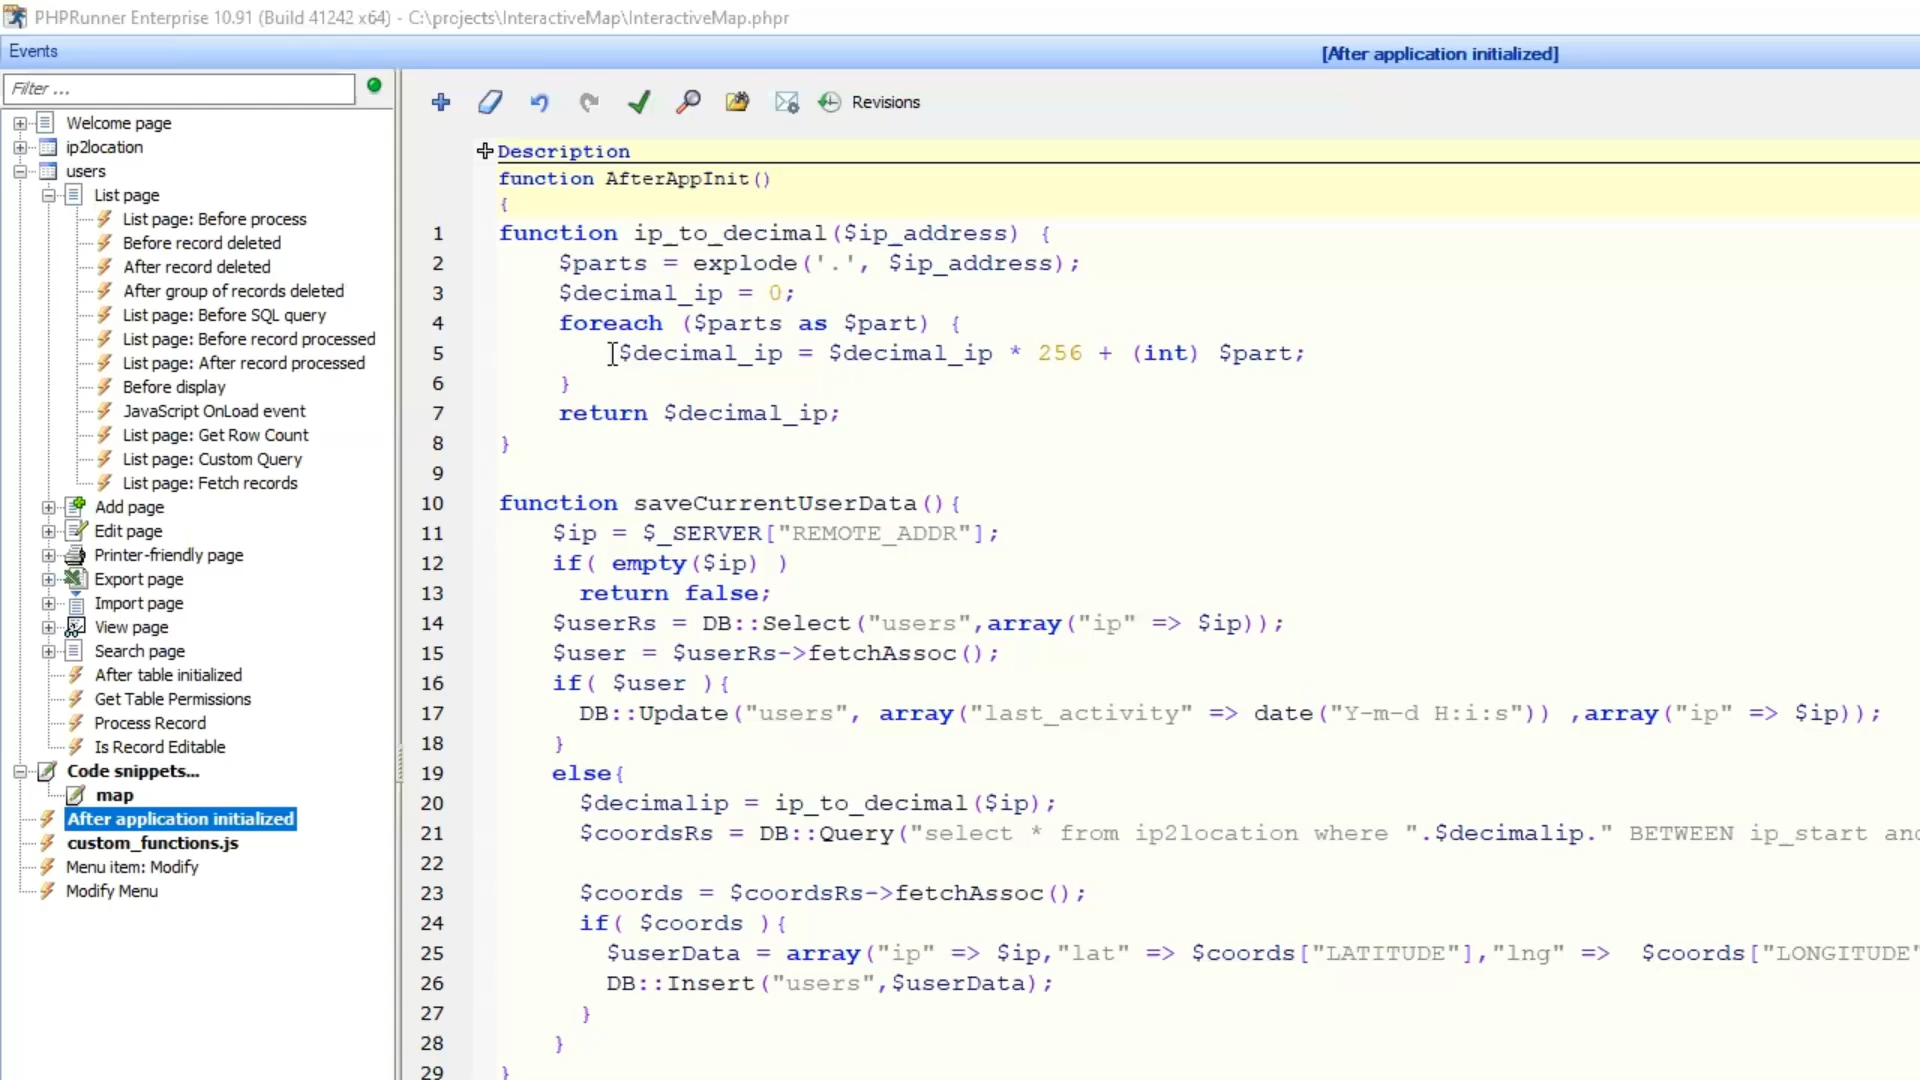 PHPRunner Enterprise 10.91 (Build 41242 x64) - C:\projects\InteractiveMap\InteractiveMap.phpr
Events
[After application initialized]
Filter ...
Revisions
Welcome page
ip2location
users
List page
List page: Before process
Before record deleted
After record deleted
After group of records deleted
List page: Before SQL query
List page: Before record processed
List page: After record processed
Before display
JavaScript OnLoad event
List page: Get Row Count
List page: Custom Query
List page: Fetch records
Add page
Edit page
Printer-friendly page
Export page
Import page
View page
Search page
After table initialized
Get Table Permissions
Process Record
Is Record Editable
Code snippets...
map
After application initialized
custom_functions.js
Menu item: Modify
Modify Menu
Description
function AfterAppInit()
{
1 function ip_to_decimal($ip_address) {
2 $parts = explode('.', $ip_address);
3 $decimal_ip = 0;
4 foreach ($parts as $part) {
5 $decimal_ip = $decimal_ip * 256 + (int) $part;
6 }
7 return $decimal_ip;
8 }
9
10 function saveCurrentUserData(){
11 $ip = $_SERVER["REMOTE_ADDR"];
12 if( empty($ip) )
13 return false;
14 $userRs = DB::Select("users",array("ip" => $ip));
15 $user = $userRs->fetchAssoc();
16 if( $user ){
17 DB::Update("users", array("last_activity" => date("Y-m-d H:i:s")) ,array("ip" => $ip));
18 }
19 else{
20 $decimalip = ip_to_decimal($ip);
21 $coordsRs = DB::Query("select * from ip2location where ".$decimalip." BETWEEN ip_start and
22
23 $coords = $coordsRs->fetchAssoc();
24 if( $coords ){
25 $userData = array("ip" => $ip,"lat" => $coords["LATITUDE"],"lng" => $coords["LONGITUDE"
26 DB::Insert("users",$userData);
27 }
28 }
29 }